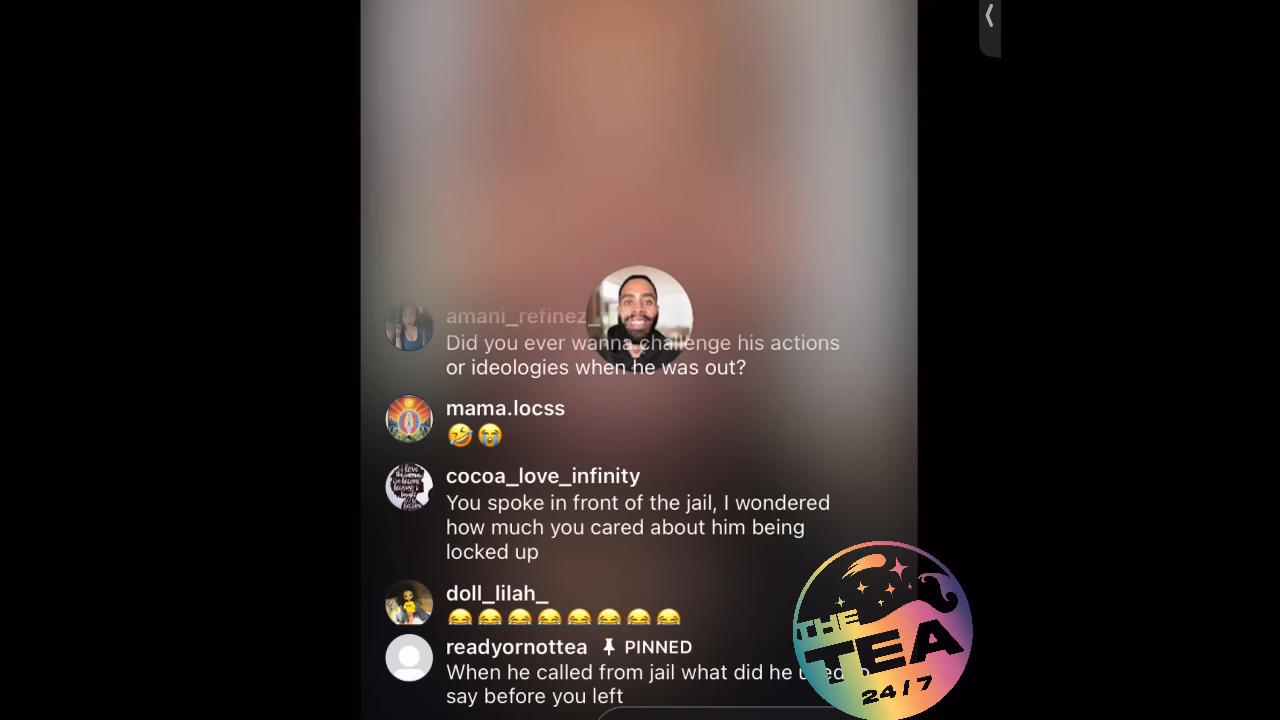 amani_refinez_
Did you ever wanna challenge his actions
or ideologies when he was out?
mama.locss
🤣😭
cocoa_love_infinity
You spoke in front of the jail, I wondered
how much you cared about him being
locked up
doll_lilah_
😂😂😂😂😂😂😂😂
readyornottea PINNED
When he called from jail what did he used
say before you left
THE
TEA
24/7